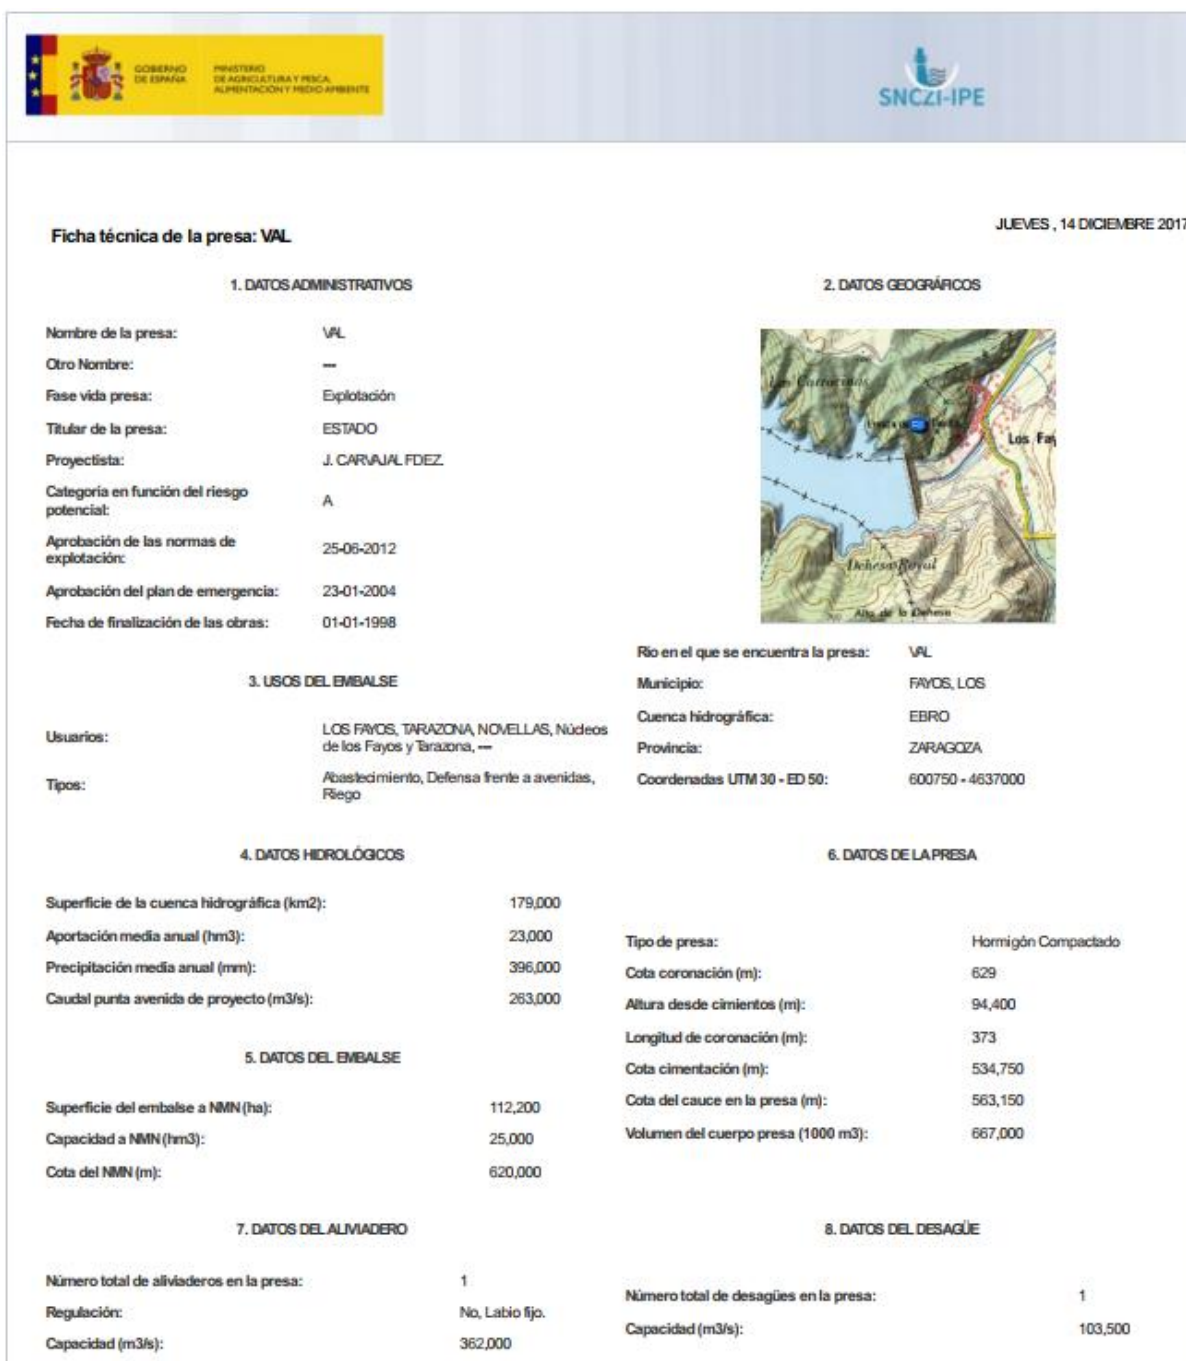 GOBIERNO
DE ESPAÑA
MINISTERIO
DE AGRICULTURA Y PESCA,
ALIMENTACIÓN Y MEDIO AMBIENTE
SNCZI-IPE
JUEVES , 14 DICIEMBRE 2017
Ficha técnica de la presa: VAL
1. DATOS ADMINISTRATIVOS
Nombre de la presa: VAL
Otro Nombre: ---
Fase vida presa: Explotación
Titular de la presa: ESTADO
Proyectista: J. CARVAJAL FDEZ.
Categoría en función del riesgo
potencial: A
Aprobación de las normas de
explotación: 25-06-2012
Aprobación del plan de emergencia: 23-01-2004
Fecha de finalización de las obras: 01-01-1998
2. DATOS GEOGRÁFICOS
Los Fay
Dehesa Royal
Alto de la Dehesa
Río en el que se encuentra la presa: VAL
Municipio: FAYOS, LOS
Cuenca hidrográfica: EBRO
Provincia: ZARAGOZA
Coordenadas UTM 30 - ED 50: 600750 - 4637000
3. USOS DEL EMBALSE
Usuarios: LOS FAYOS, TARAZONA, NOVELLAS, Núcleos
de los Fayos y Tarazona, ---
Tipos: Abastecimiento, Defensa frente a avenidas,
Riego
4. DATOS HIDROLÓGICOS
Superficie de la cuenca hidrográfica (km2): 179,000
Aportación media anual (hm3): 23,000
Precipitación media anual (mm): 396,000
Caudal punta avenida de proyecto (m3/s): 263,000
5. DATOS DEL EMBALSE
Superficie del embalse a NMN (ha): 112,200
Capacidad a NMN (hm3): 25,000
Cota del NMN (m): 620,000
6. DATOS DE LA PRESA
Tipo de presa: Hormigón Compactado
Cota coronación (m): 629
Altura desde cimientos (m): 94,400
Longitud de coronación (m): 373
Cota cimentación (m): 534,750
Cota del cauce en la presa (m): 563,150
Volumen del cuerpo presa (1000 m3): 667,000
7. DATOS DEL ALIVIADERO
Número total de aliviaderos en la presa: 1
Regulación: No, Labio fijo.
Capacidad (m3/s): 362,000
8. DATOS DEL DESAGÜE
Número total de desagües en la presa: 1
Capacidad (m3/s): 103,500